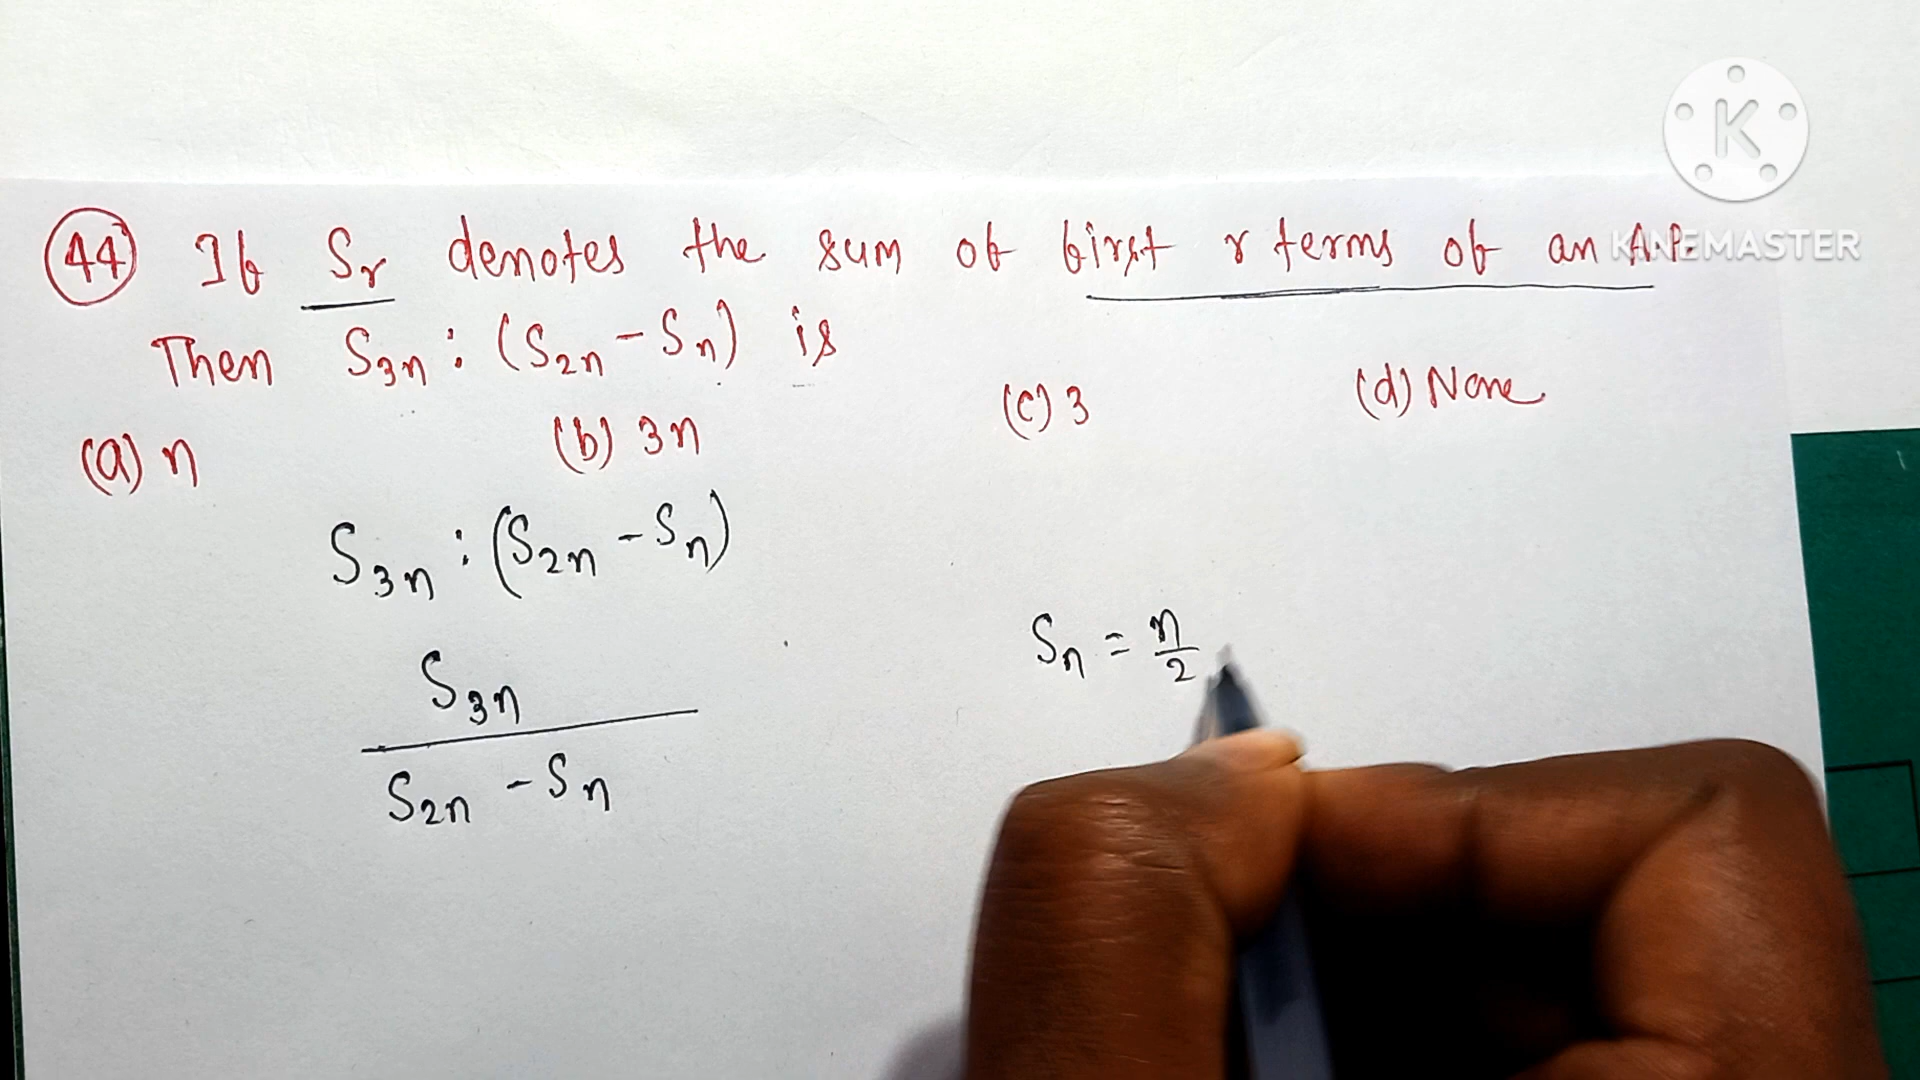 44 If Sr denotes the sum of first r terms of an A.P.
Then S3n : (S2n - Sn) is
(a) n (b) 3n (c) 3 (d) None
S3n : (S2n - Sn)
S3n
S2n - Sn
Sn = n/2
K
KINEMASTER